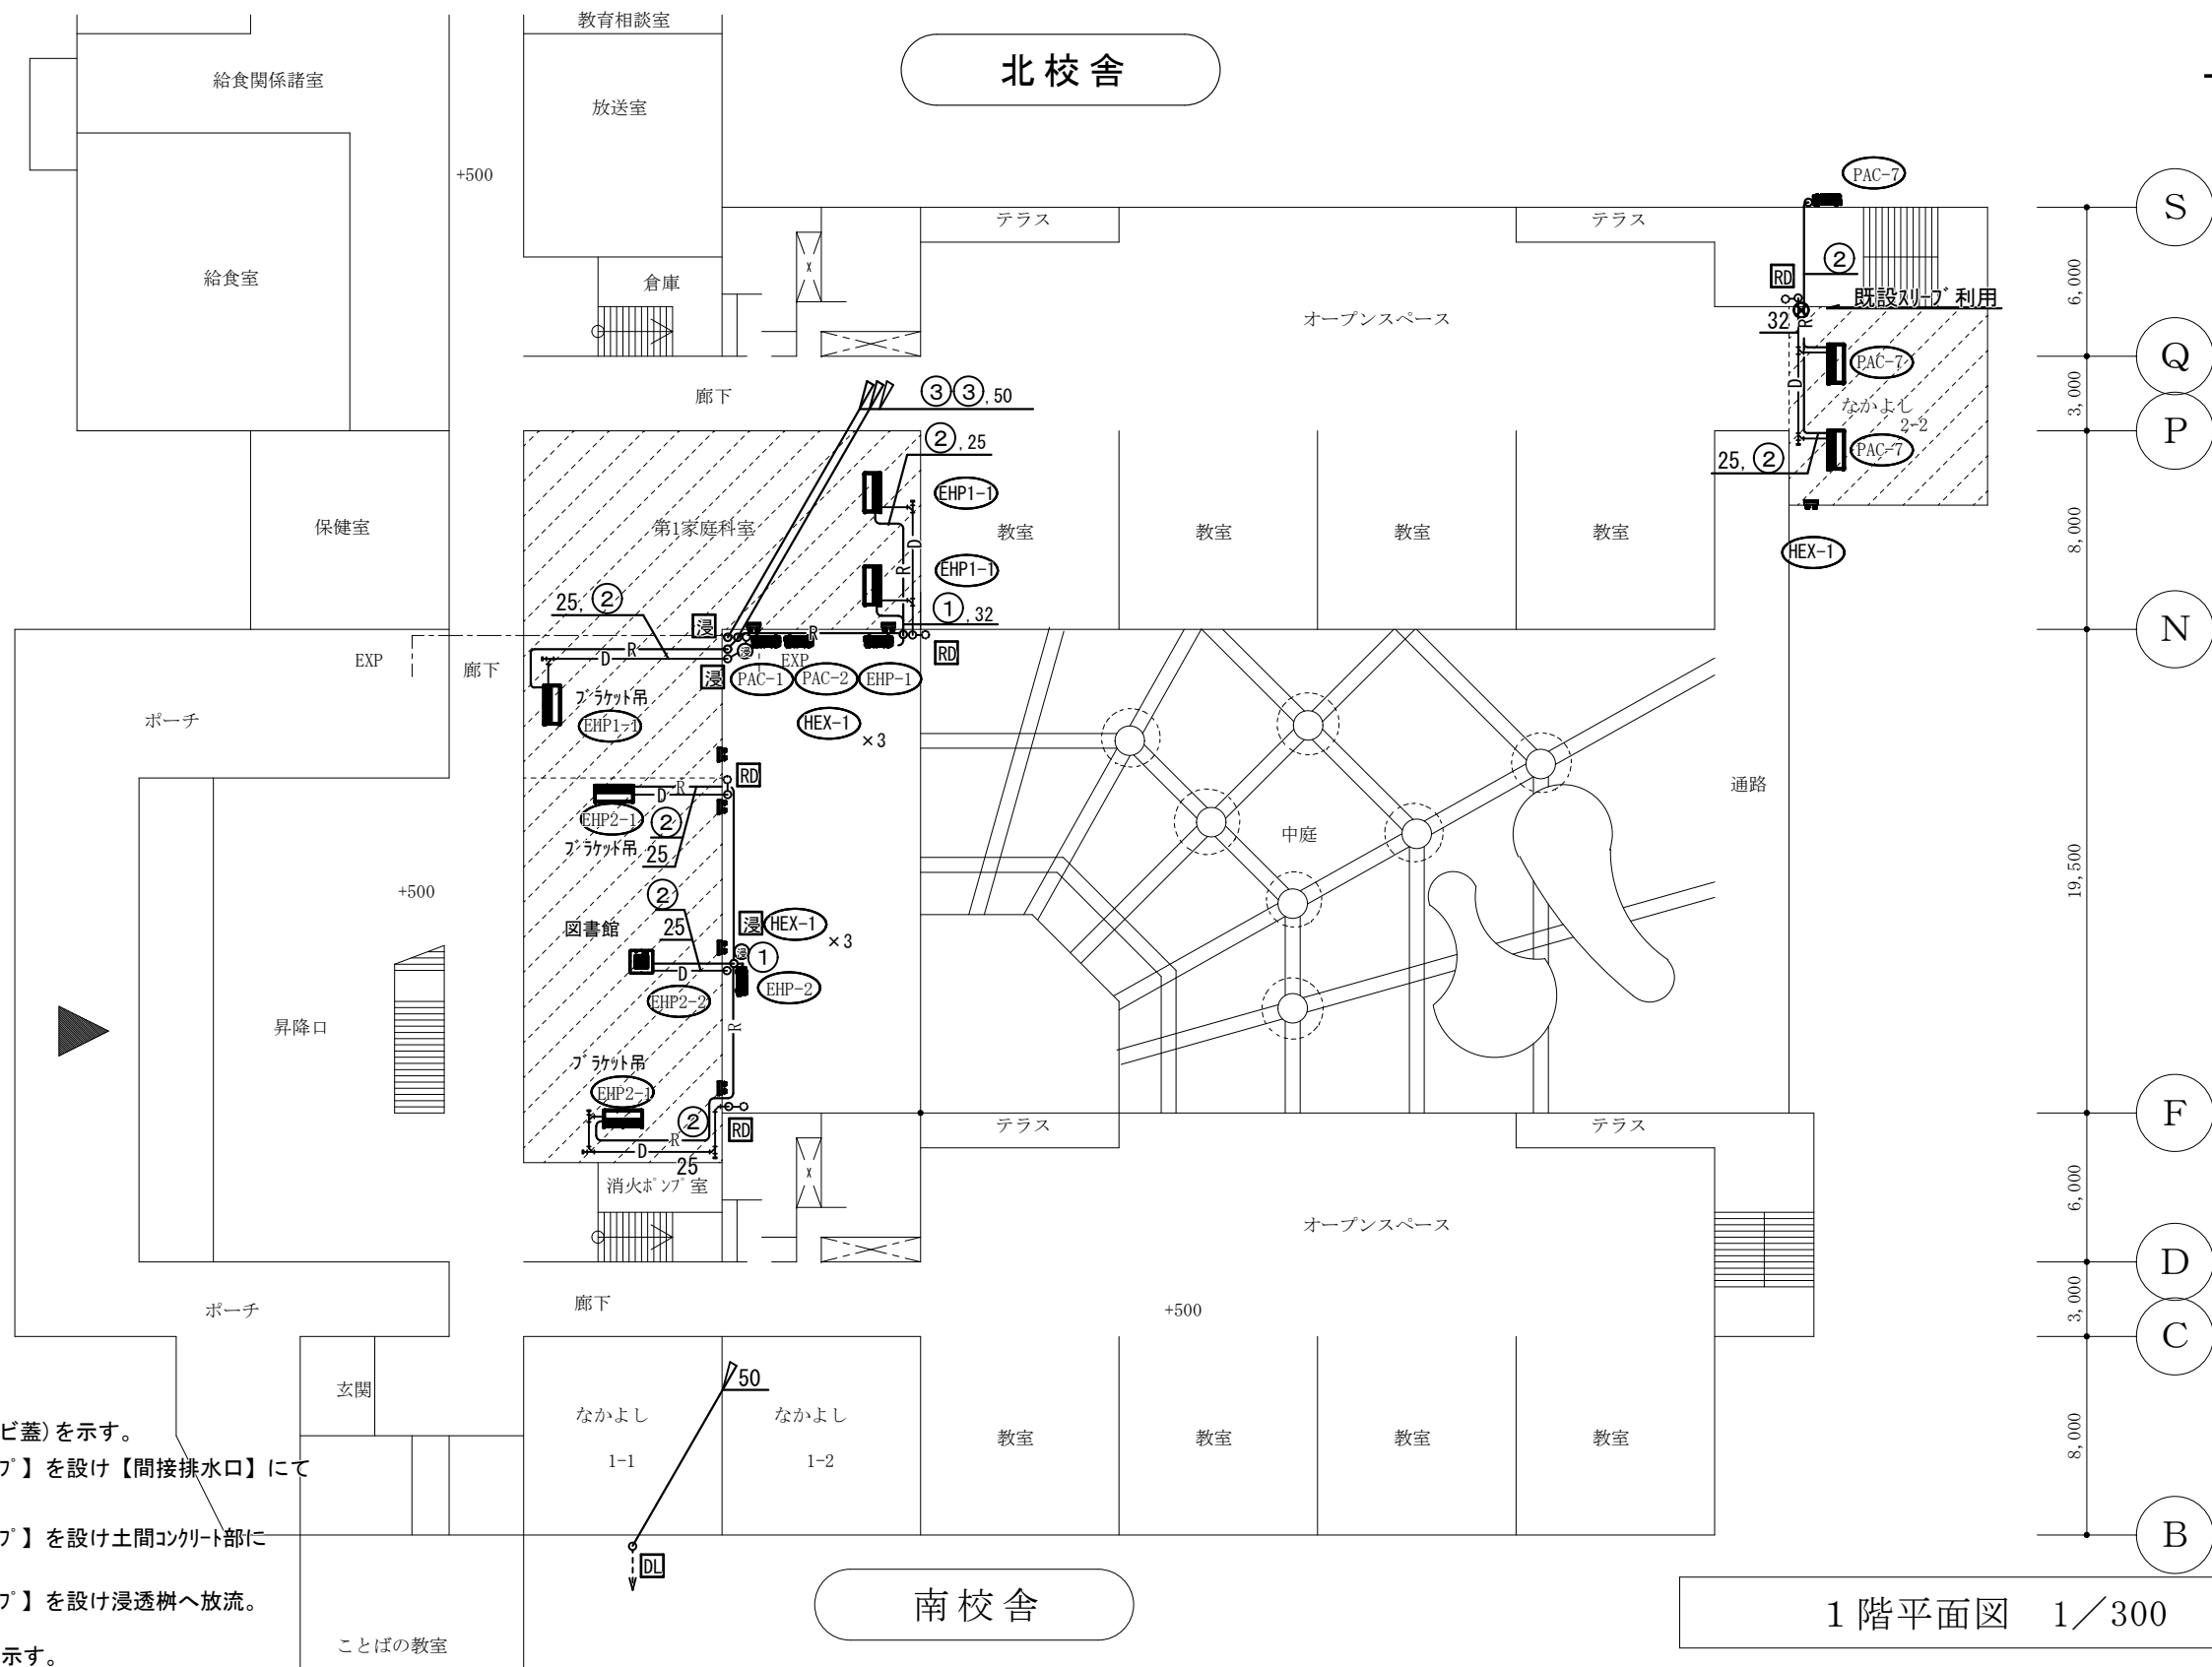 教育相談室
北校舎
給食関係諸室
放送室
+500
PAC-7
S
テラス
テラス
給食室
倉庫
RD
②
6,000
既設ｽﾘｰﾌﾞ利用
オープンスペース
32
R
Q
PAC-7
廊下
③③,50
D
3,000
なかよし
2-2
P
②,25
25,②
PAC-7
EHP1-1
保健室
第1家庭科室
教室
教室
教室
教室
D
8,000
HEX-1
R
EHP1-1
25,②
①,32
浸
N
R
EXP
廊下
R
D
浸
EXP
RD
浸
PAC-1
PAC-2
EHP-1
ﾌﾞﾗｹｯﾄ吊
EHP1-1
HEX-1
×3
ポーチ
RD
R
D
通路
EHP2-1
②
中庭
ﾌﾞﾗｹｯﾄ吊
25
19,500
+500
②
図書館
25
浸
HEX-1
×3
浸
①
D
EHP2-2
EHP-2
昇降口
R
ﾌﾞﾗｹｯﾄ吊
EHP2-1
②
RD
F
テラス
テラス
R
D
25
消火ﾎﾟﾝﾌﾟ室
6,000
オープンスペース
D
廊下
ポーチ
+500
3,000
C
玄関
50
なかよし
1-1
なかよし
1-2
教室
教室
教室
教室
8,000
ビ蓋)を示す。
ﾌﾟ】を設け【間接排水口】にて
ﾌﾟ】を設け土間ｺﾝｸﾘｰﾄ部に
B
DL
ﾌﾟ】を設け浸透桝へ放流。
南校舎
1階平面図 1／300
ことばの教室
示す。